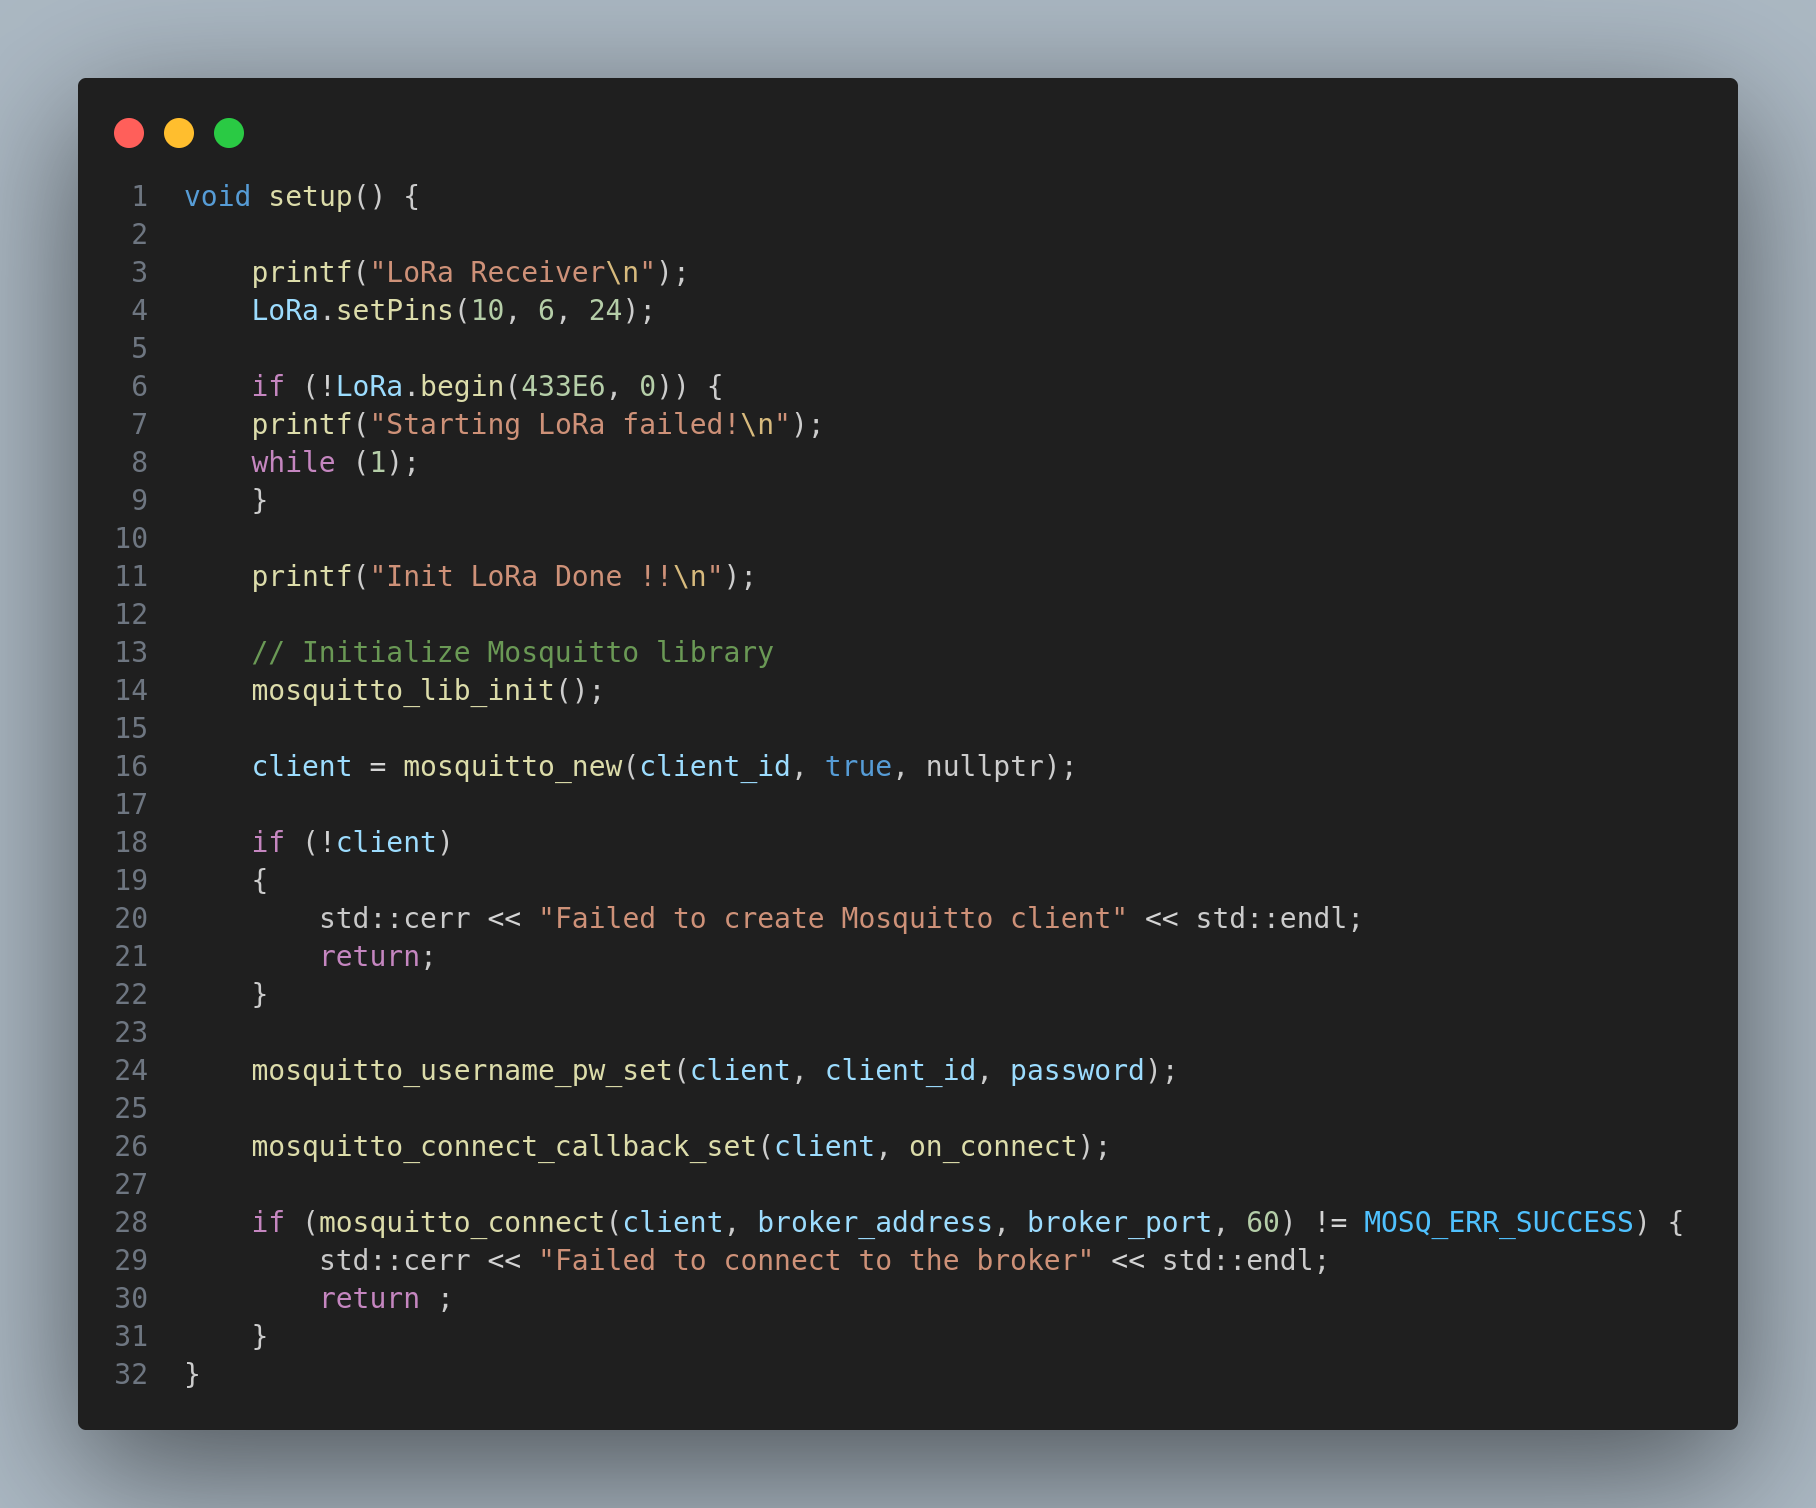 1 void setup() {
2
3     printf("LoRa Receiver\n");
4     LoRa.setPins(10, 6, 24);
5
6     if (!LoRa.begin(433E6, 0)) {
7     printf("Starting LoRa failed!\n");
8     while (1);
9     }
10
11     printf("Init LoRa Done !!\n");
12
13     // Initialize Mosquitto library
14     mosquitto_lib_init();
15
16     client = mosquitto_new(client_id, true, nullptr);
17
18     if (!client)
19     {
20         std::cerr << "Failed to create Mosquitto client" << std::endl;
21         return;
22     }
23
24     mosquitto_username_pw_set(client, client_id, password);
25
26     mosquitto_connect_callback_set(client, on_connect);
27
28     if (mosquitto_connect(client, broker_address, broker_port, 60) != MOSQ_ERR_SUCCESS) {
29         std::cerr << "Failed to connect to the broker" << std::endl;
30         return ;
31     }
32 }